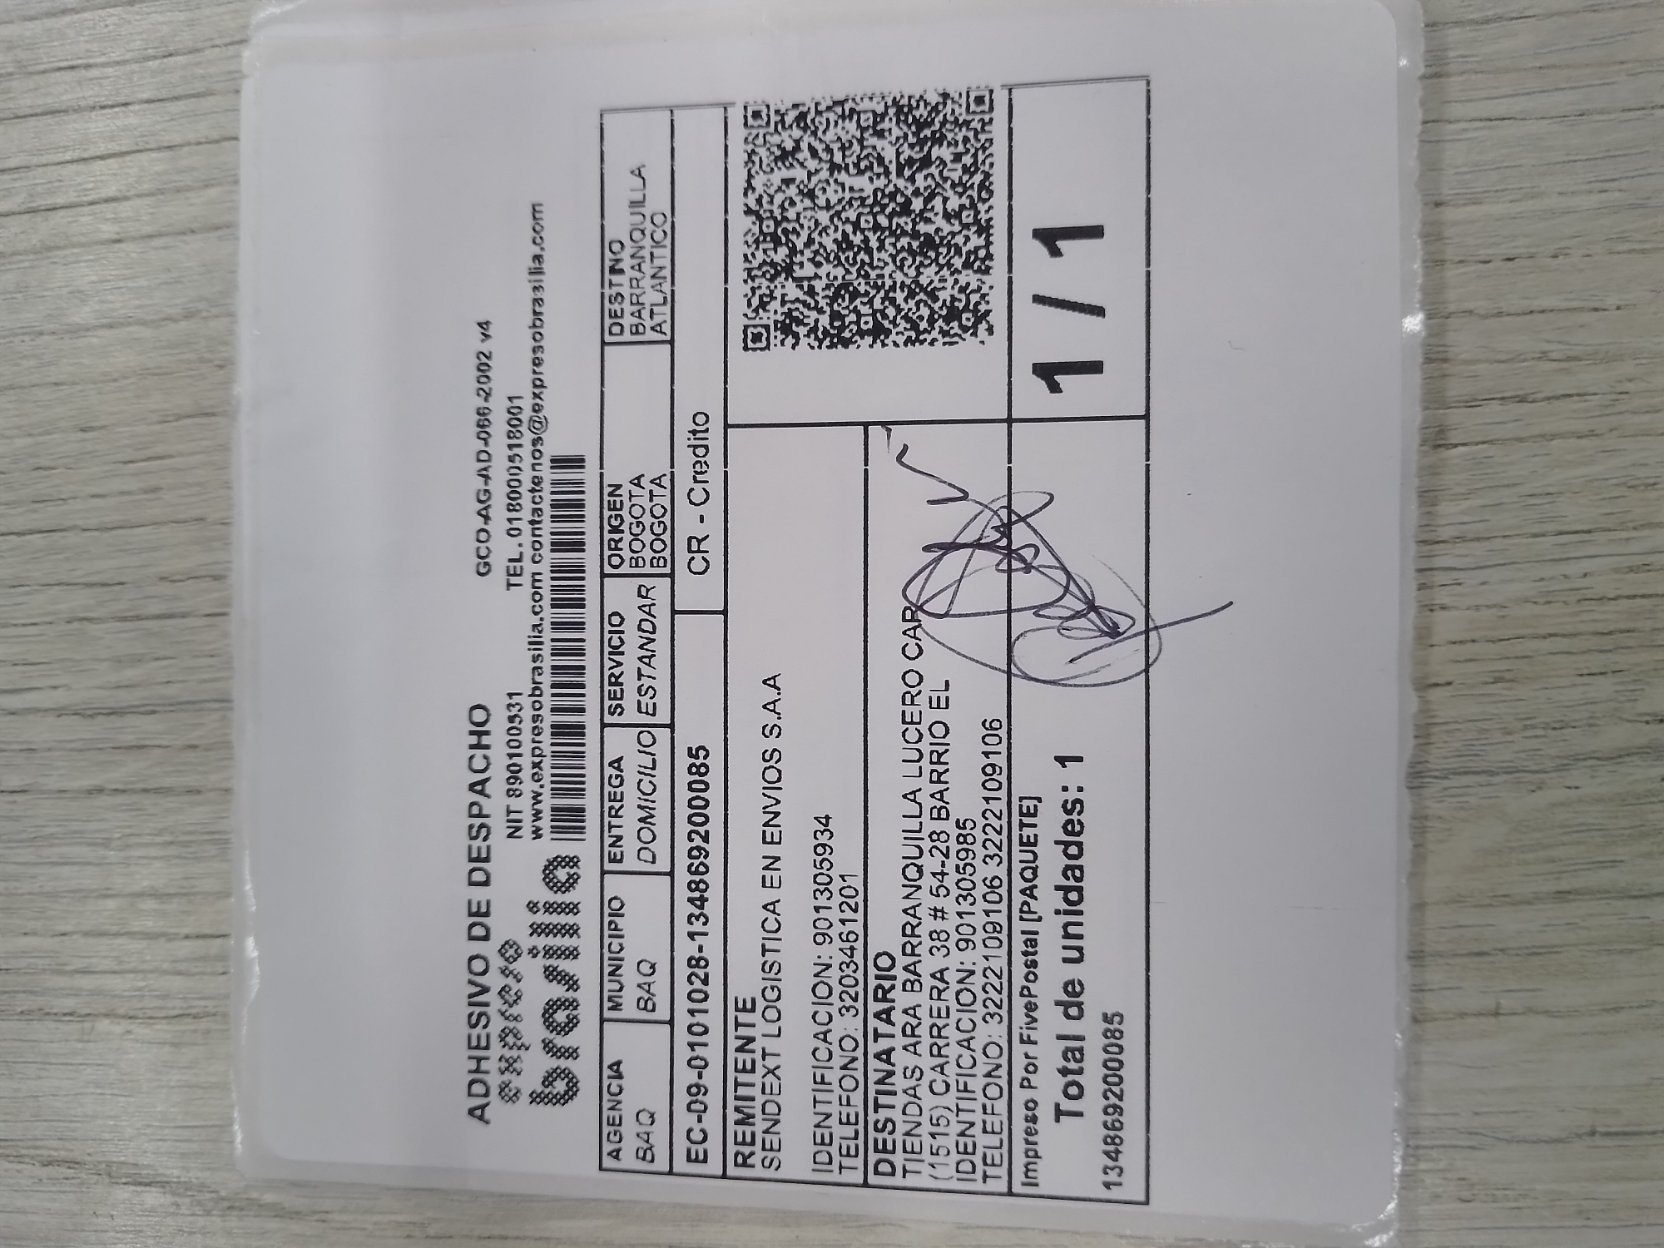 ADHESIVO DE DESPACHO GCO-AG-AD-066-2002 v4
expreso brasilia
NIT 890100531 TEL. 018000518001
www.expresobrasilia.com contactenos@expresobrasilia.com
AGENCIA MUNICIPIO ENTREGA SERVICIO ORIGEN DESTINO
BAQ BAQ DOMICILIO ESTANDAR BOGOTA BARRANQUILLA
BOGOTA ATLANTICO
EC-09-0101028-134869200085 CR - Credito
REMITENTE
SENDEXT LOGISTICA EN ENVIOS S.A.A
IDENTIFICACION: 901305934
TELEFONO: 3203461201
DESTINATARIO
TIENDAS ARA BARRANQUILLA LUCERO CAR
(1515) CARRERA 38 # 54-28 BARRIO EL
IDENTIFICACION: 901305985
TELEFONO: 3222109106 3222109106
Impreso Por FivePostal [PAQUETE]
Total de unidades: 1 1 / 1
134869200085